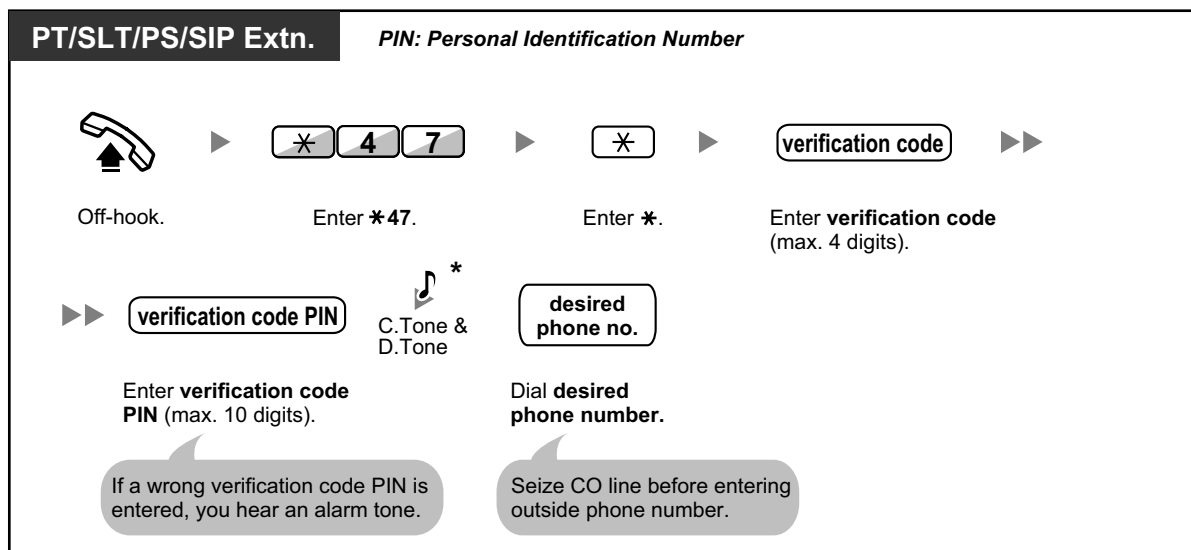 PT/SLT/PS/SIP Extn.
PIN: Personal Identification Number
* 4 7
*
verification code
Off-hook.
Enter *47.
Enter *.
Enter verification code
(max. 4 digits).
verification code PIN
*
C.Tone &
D.Tone
desired
phone no.
Enter verification code
PIN (max. 10 digits).
Dial desired
phone number.
If a wrong verification code PIN is
entered, you hear an alarm tone.
Seize CO line before entering
outside phone number.